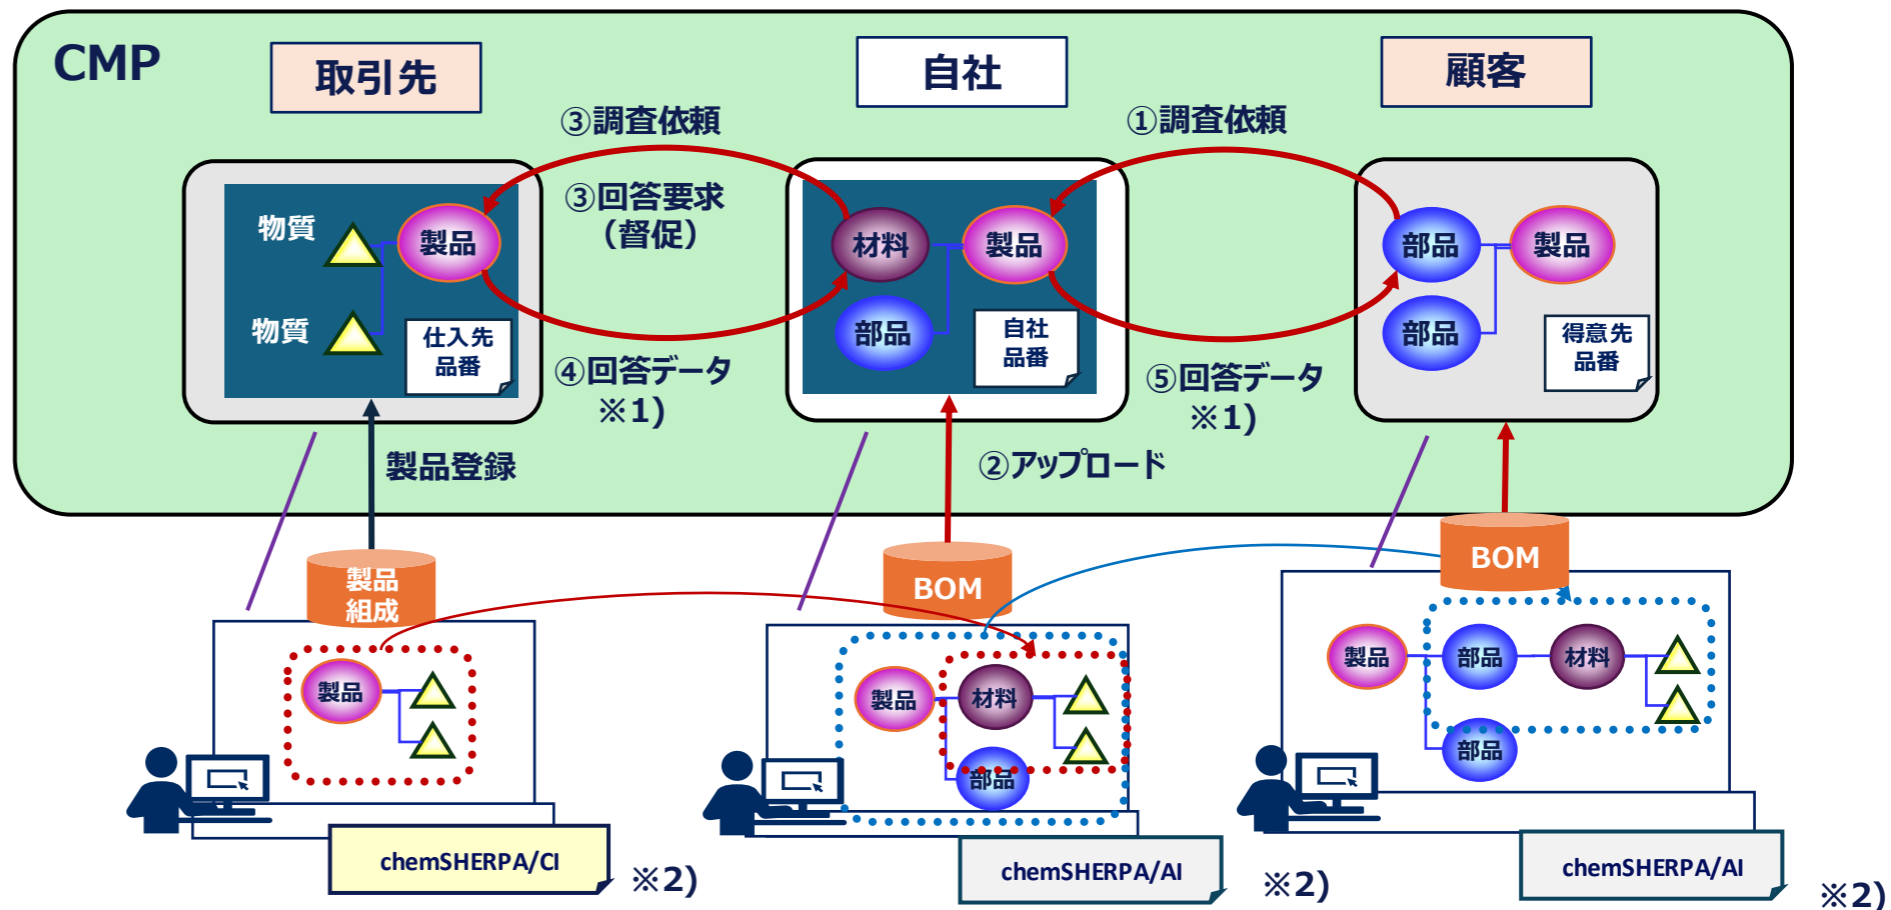 CMP
取引先
自社
顧客
③調査依頼
①調査依頼
③回答要求
（督促）
物質
製品
物質
仕入先
品番
材料
製品
部品
自社
品番
部品
製品
部品
得意先
品番
④回答データ
※1)
⑤回答データ
※1)
製品登録
②アップロード
製品
組成
BOM
BOM
製品
製品
材料
部品
製品
部品
材料
部品
chemSHERPA/CI
※2)
chemSHERPA/AI
※2)
chemSHERPA/AI
※2)